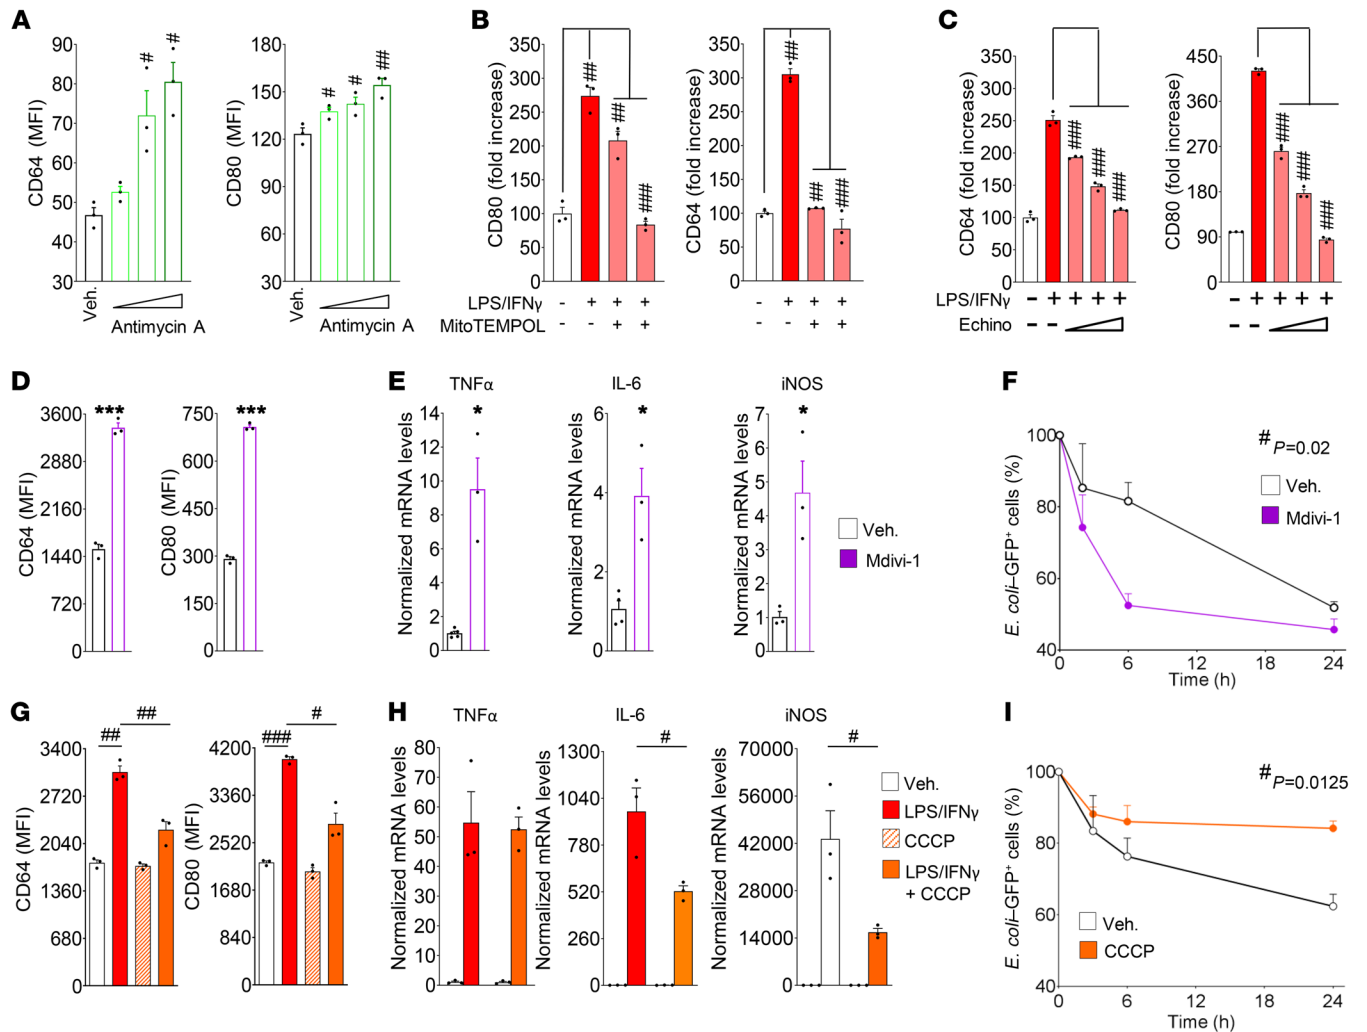 A
CD64 (MFI)
90
80
70
60
50
40
30
# #
Veh.
Antimycin A
CD80 (MFI)
180
150
120
90
60
30
# # ##
Veh.
Antimycin A
B
CD80 (fold increase)
350
300
250
200
150
100
50
0
## ## ###
LPS/IFNγ - + + +
MitoTEMPOL - - + +
CD64 (fold increase)
350
300
250
200
150
100
50
0
## ## ###
- + + +
- - + +
C
CD64 (fold increase)
350
300
250
200
150
100
50
0
### ### ####
LPS/IFNγ - + + + +
Echino - -
CD80 (fold increase)
450
360
270
180
90
0
#### ### ####
- + + + +
- -
D
CD64 (MFI)
3600
2880
2160
1440
720
0
***
CD80 (MFI)
750
600
450
300
150
0
***
E
TNFα
Normalized mRNA levels
14
12
10
8
6
4
2
0
*
IL-6
Normalized mRNA levels
6
4
2
0
*
iNOS
Normalized mRNA levels
7
6
5
4
3
2
1
0
*
Veh.
Mdivi-1
F
E. coli–GFP+ cells (%)
100
80
60
40
0 6 12 18 24
Time (h)
# P=0.02
Veh.
Mdivi-1
G
CD64 (MFI)
3400
2720
2040
1360
680
0
## ##
CD80 (MFI)
4200
3360
2520
1680
840
0
### #
H
TNFα
Normalized mRNA levels
80
70
60
50
40
30
20
10
0
IL-6
Normalized mRNA levels
1300
1040
780
520
260
0
#
iNOS
Normalized mRNA levels
70000
56000
42000
28000
14000
0
#
Veh.
LPS/IFNγ
CCCP
LPS/IFNγ
+ CCCP
I
E. coli–GFP+ cells (%)
100
80
60
40
0 6 12 18 24
Time (h)
# P=0.0125
Veh.
CCCP